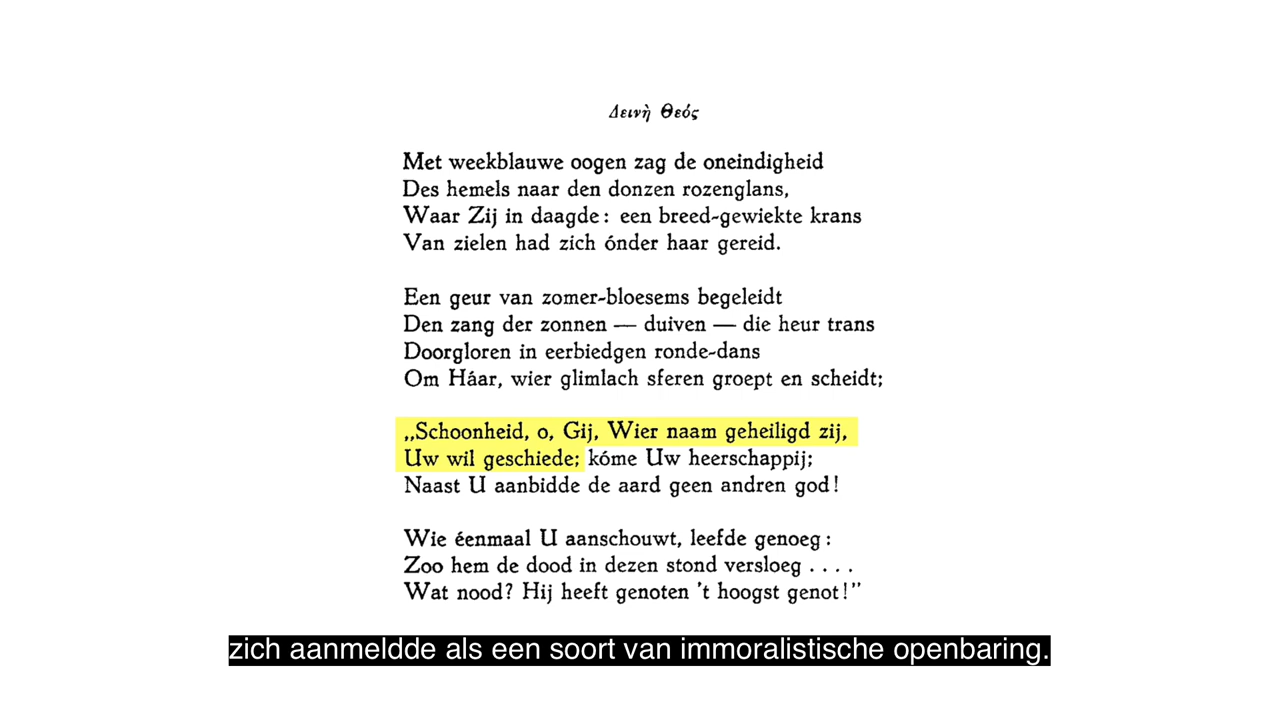 Δεινὴ Θεός
Met weekblauwe oogen zag de oneindigheid
Des hemels naar den donzen rozenglans,
Waar Zij in daagde: een breed-gewiekte krans
Van zielen had zich ónder haar gereid.
Een geur van zomer-bloesems begeleidt
Den zang der zonnen — duiven — die heur trans
Doorgloren in eerbiedgen ronde-dans
Om Háar, wier glimlach sferen groept en scheidt;
„Schoonheid, o, Gij, Wier naam geheiligd zij,
Uw wil geschiede; kóme Uw heerschappij;
Naast U aanbidde de aard geen andren god!
Wie éenmaal U aanschouwt, leefde genoeg:
Zoo hem de dood in dezen stond versloeg . . . .
Wat nood? Hij heeft genoten 't hoogst genot!”
zich aanmeldde als een soort van immoralistische openbaring.